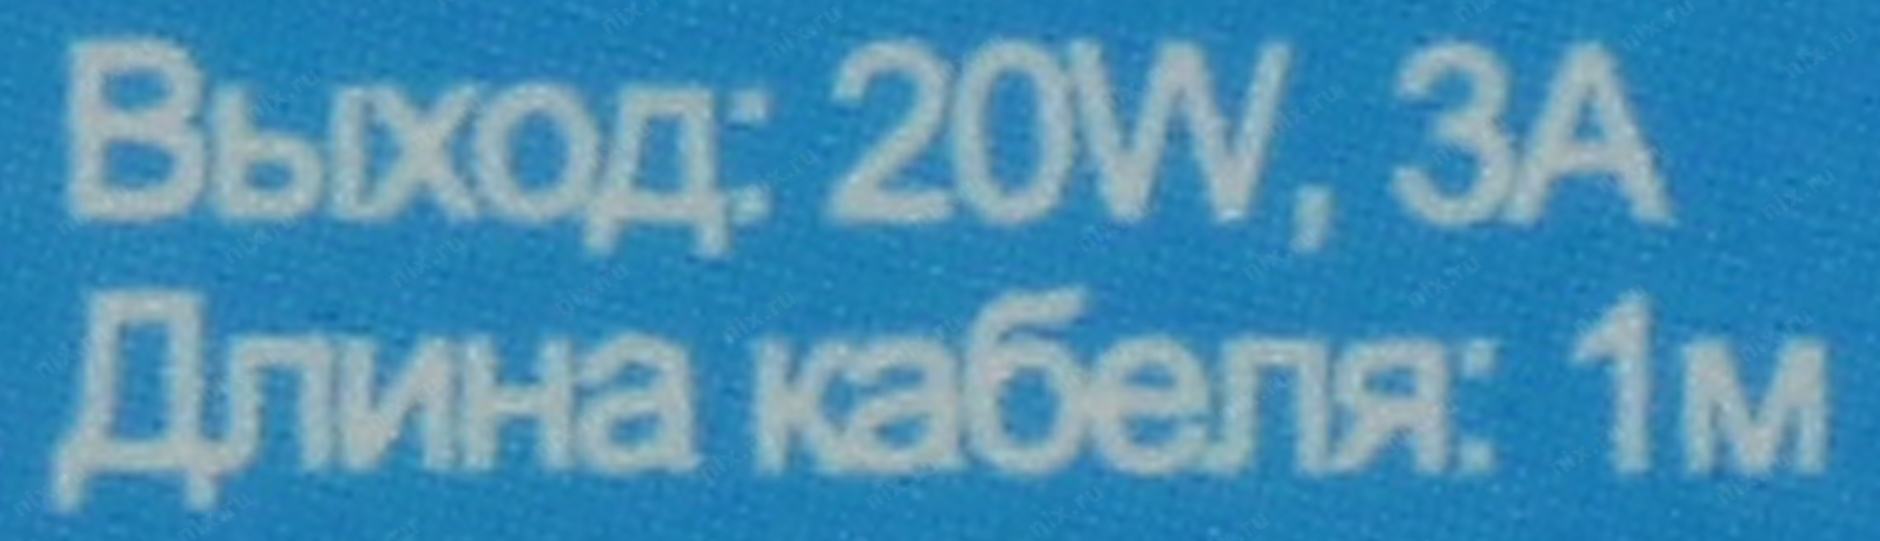 Выход: 20W, 3A
Длина кабеля: 1м